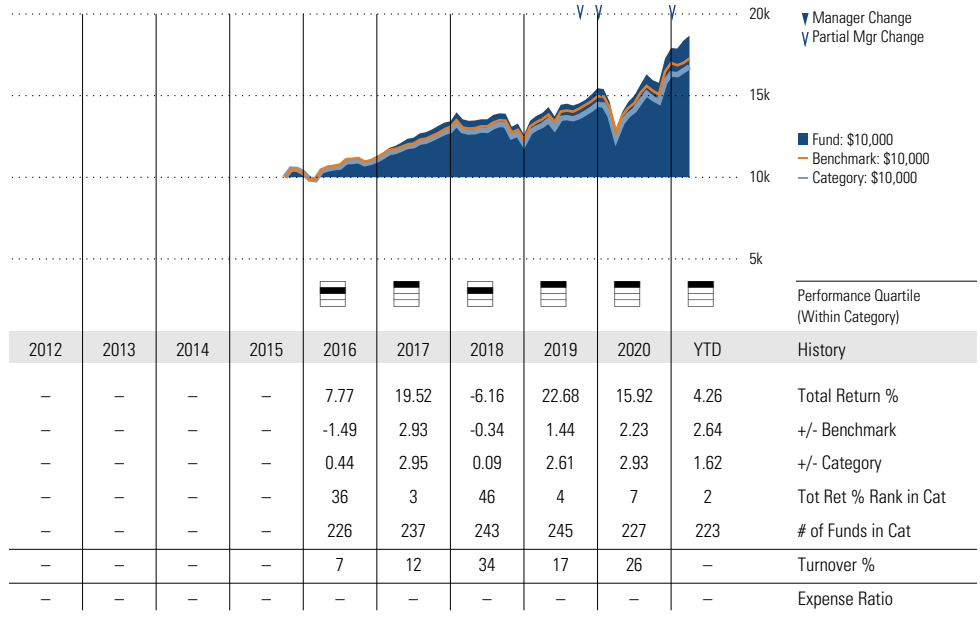 20k
15k
10k
5k
Manager Change
Partial Mgr Change
Fund: $10,000
Benchmark: $10,000
Category: $10,000
Performance Quartile
(Within Category)
2012 2013 2014 2015 2016 2017 2018 2019 2020 YTD History
– – – – 7.77 19.52 -6.16 22.68 15.92 4.26 Total Return %
– – – – -1.49 2.93 -0.34 1.44 2.23 2.64 +/- Benchmark
– – – – 0.44 2.95 0.09 2.61 2.93 1.62 +/- Category
– – – – 36 3 46 4 7 2 Tot Ret % Rank in Cat
– – – – 226 237 243 245 227 223 # of Funds in Cat
– – – – 7 12 34 17 26 – Turnover %
– – – – – – – – – – Expense Ratio